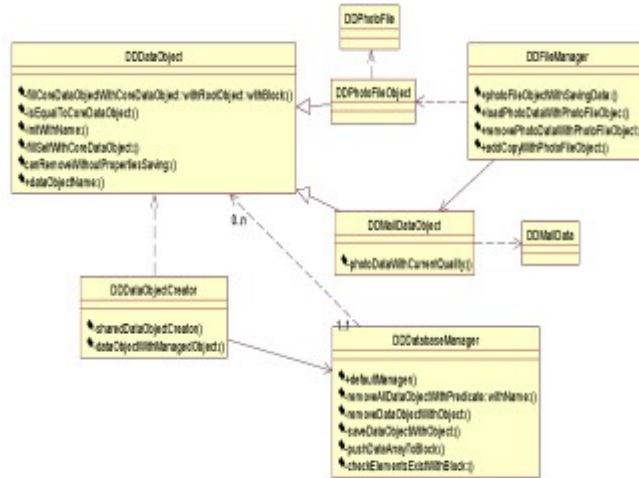 DDDataObject
-fillCoreDataObjectWithCoreDataObject::withRootObject:withBlock:()
-isEqualToCoreDataObject:()
-initWithName:()
-fillSelfWithCoreDataObject:()
canRemoveWithoutPropertiesSaving:()
+dataObjectName:()
DDPhotoFile
DDPhotoFileObject
DDFileManager
+photoFileObjectWithSavingData:()
+loadPhotoDataWithPhotoFileObjec:()
+removePhotoDataWithPhotoFileObject:()
+addCopyWithPhotoFileObject:()
DDMailDataObject
-photoDataWithCurrentQuality:()
DDMailData
0..n
1..1
DDDataObjectCreator
-sharedDataObjectCreator()
-dataObjectWithManagedObject:()
DDDatabaseManager
+defaultManager()
-removeAllDataObjectWithPredicate::withName:()
-removeDataObjectWithObject:()
-saveDataObjectWithObject:()
-pushDataArrayToBlock:()
-checkElementsExistWithBlock:()